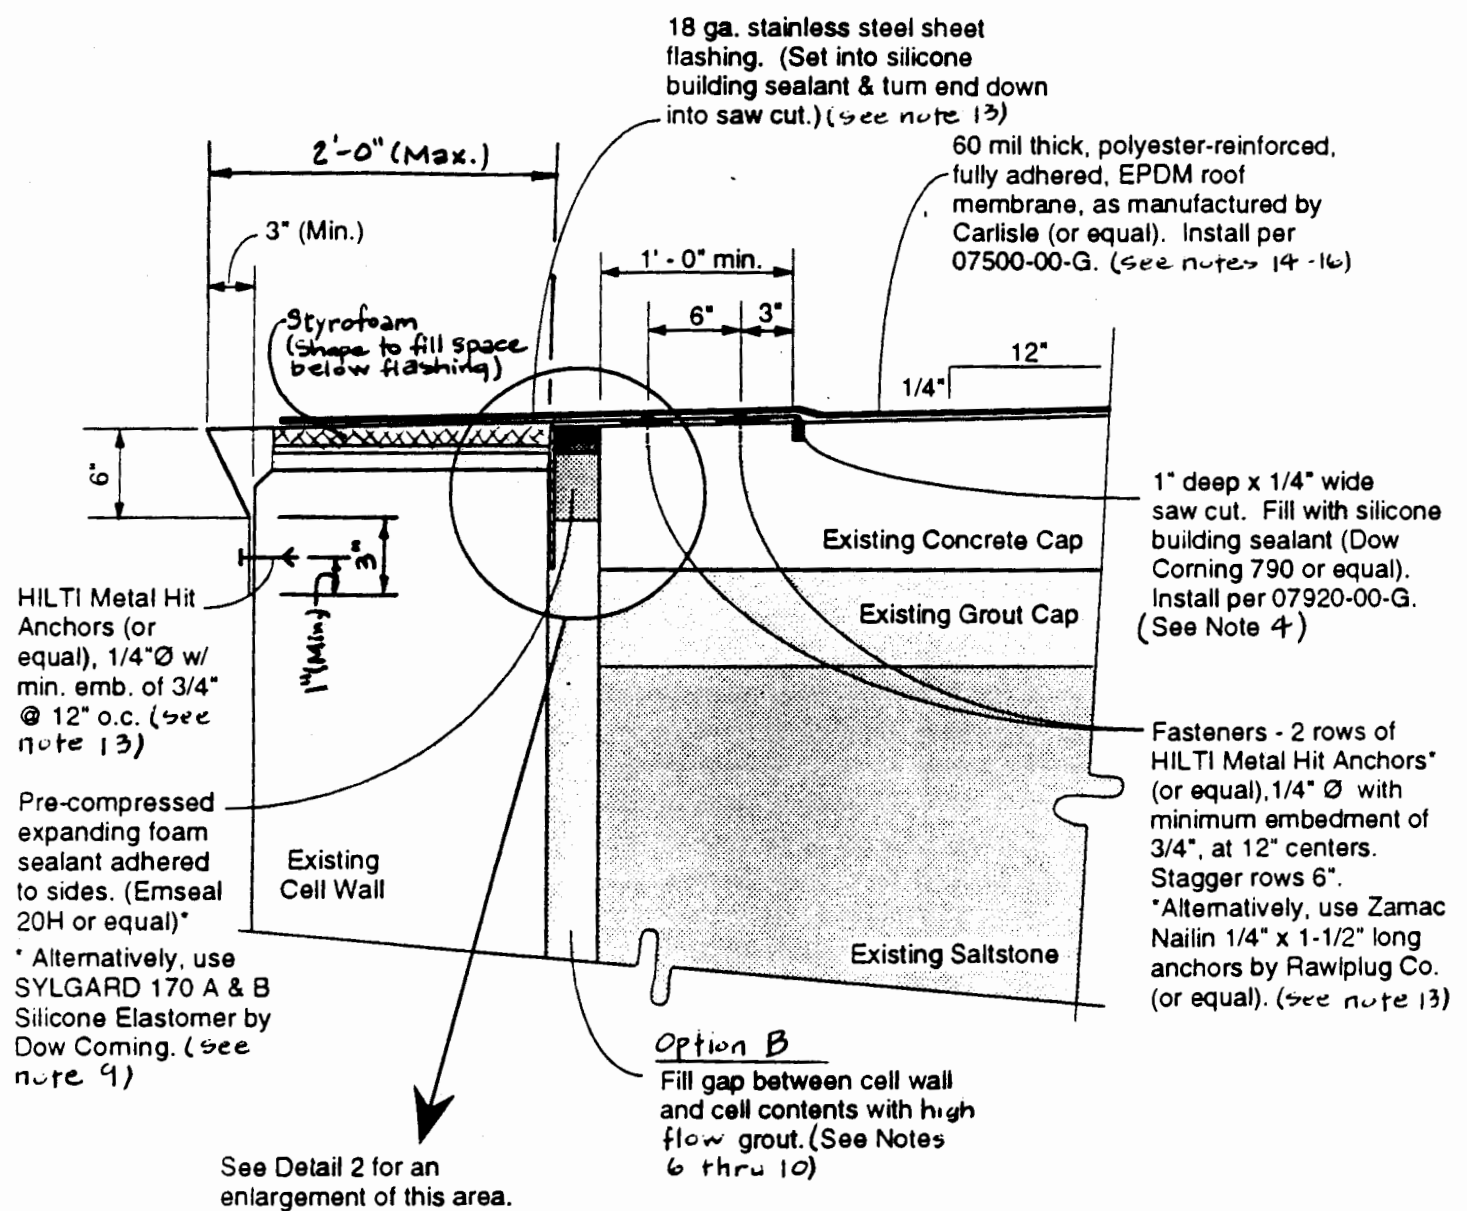 18 ga. stainless steel sheet
flashing. (Set into silicone
building sealant & turn end down
into saw cut.) (see note 13)
60 mil thick, polyester-reinforced,
fully adhered, EPDM roof
membrane, as manufactured by
Carlisle (or equal). Install per
07500-00-G. (see notes 14-16)
2'-0" (Max.)
3" (Min.)
1' - 0" min.
6"
3"
Styrofoam
(shape to fill space
below flashing)
12"
1/4"
6"
3"
1" (Min)
1" deep x 1/4" wide
saw cut. Fill with silicone
building sealant (Dow
Corning 790 or equal).
Install per 07920-00-G.
(See Note 4)
Existing Concrete Cap
Existing Grout Cap
HILTI Metal Hit
Anchors (or
equal), 1/4"Ø w/
min. emb. of 3/4"
@ 12" o.c. (see
note 13)
Fasteners - 2 rows of
HILTI Metal Hit Anchors*
(or equal), 1/4" Ø with
minimum embedment of
3/4", at 12" centers.
Stagger rows 6".
*Alternatively, use Zamac
Nailin 1/4" x 1-1/2" long
anchors by Rawlplug Co.
(or equal). (see note 13)
Pre-compressed
expanding foam
sealant adhered
to sides. (Emseal
20H or equal)*
* Alternatively, use
SYLGARD 170 A & B
Silicone Elastomer by
Dow Corning. (see
note 9)
Existing
Cell Wall
Existing Saltstone
Option B
Fill gap between cell wall
and cell contents with high
flow grout. (See Notes
6 thru 10)
See Detail 2 for an
enlargement of this area.